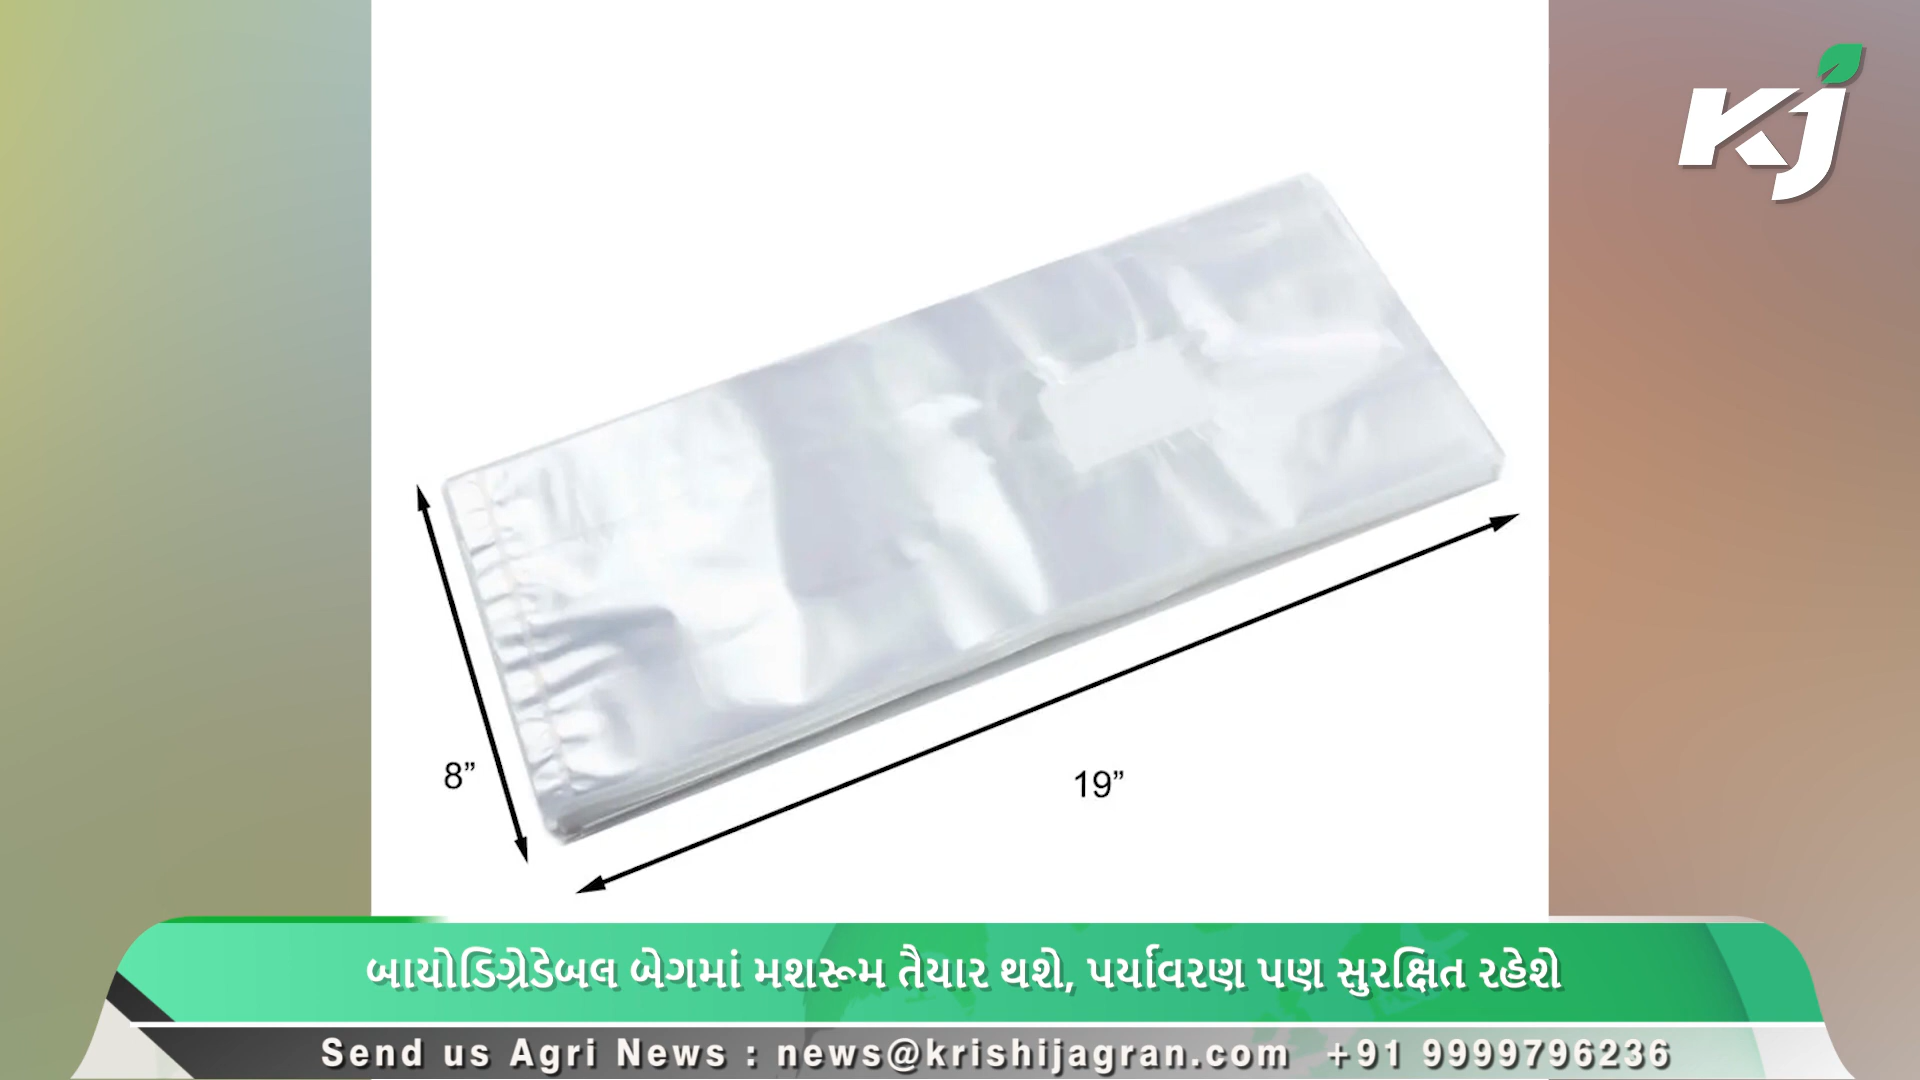 KJ
8”
19”
બાયોડિગ્રેડેબલ બેગમાં મશરૂમ તૈયાર થશે, પર્યાવરણ પણ સુરક્ષિત રહેશે
Send us Agri News : news@krishijagran.com +91 9999796236